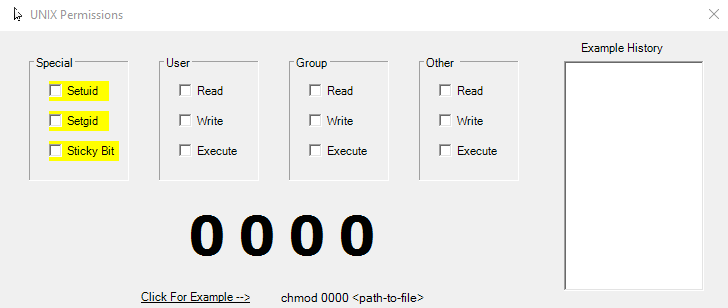 UNIX Permissions
Example History
Special User Group Other
Setuid Read Read Read
Setgid Write Write Write
Sticky Bit Execute Execute Execute
0 0 0 0
Click For Example --> chmod 0000 <path-to-file>